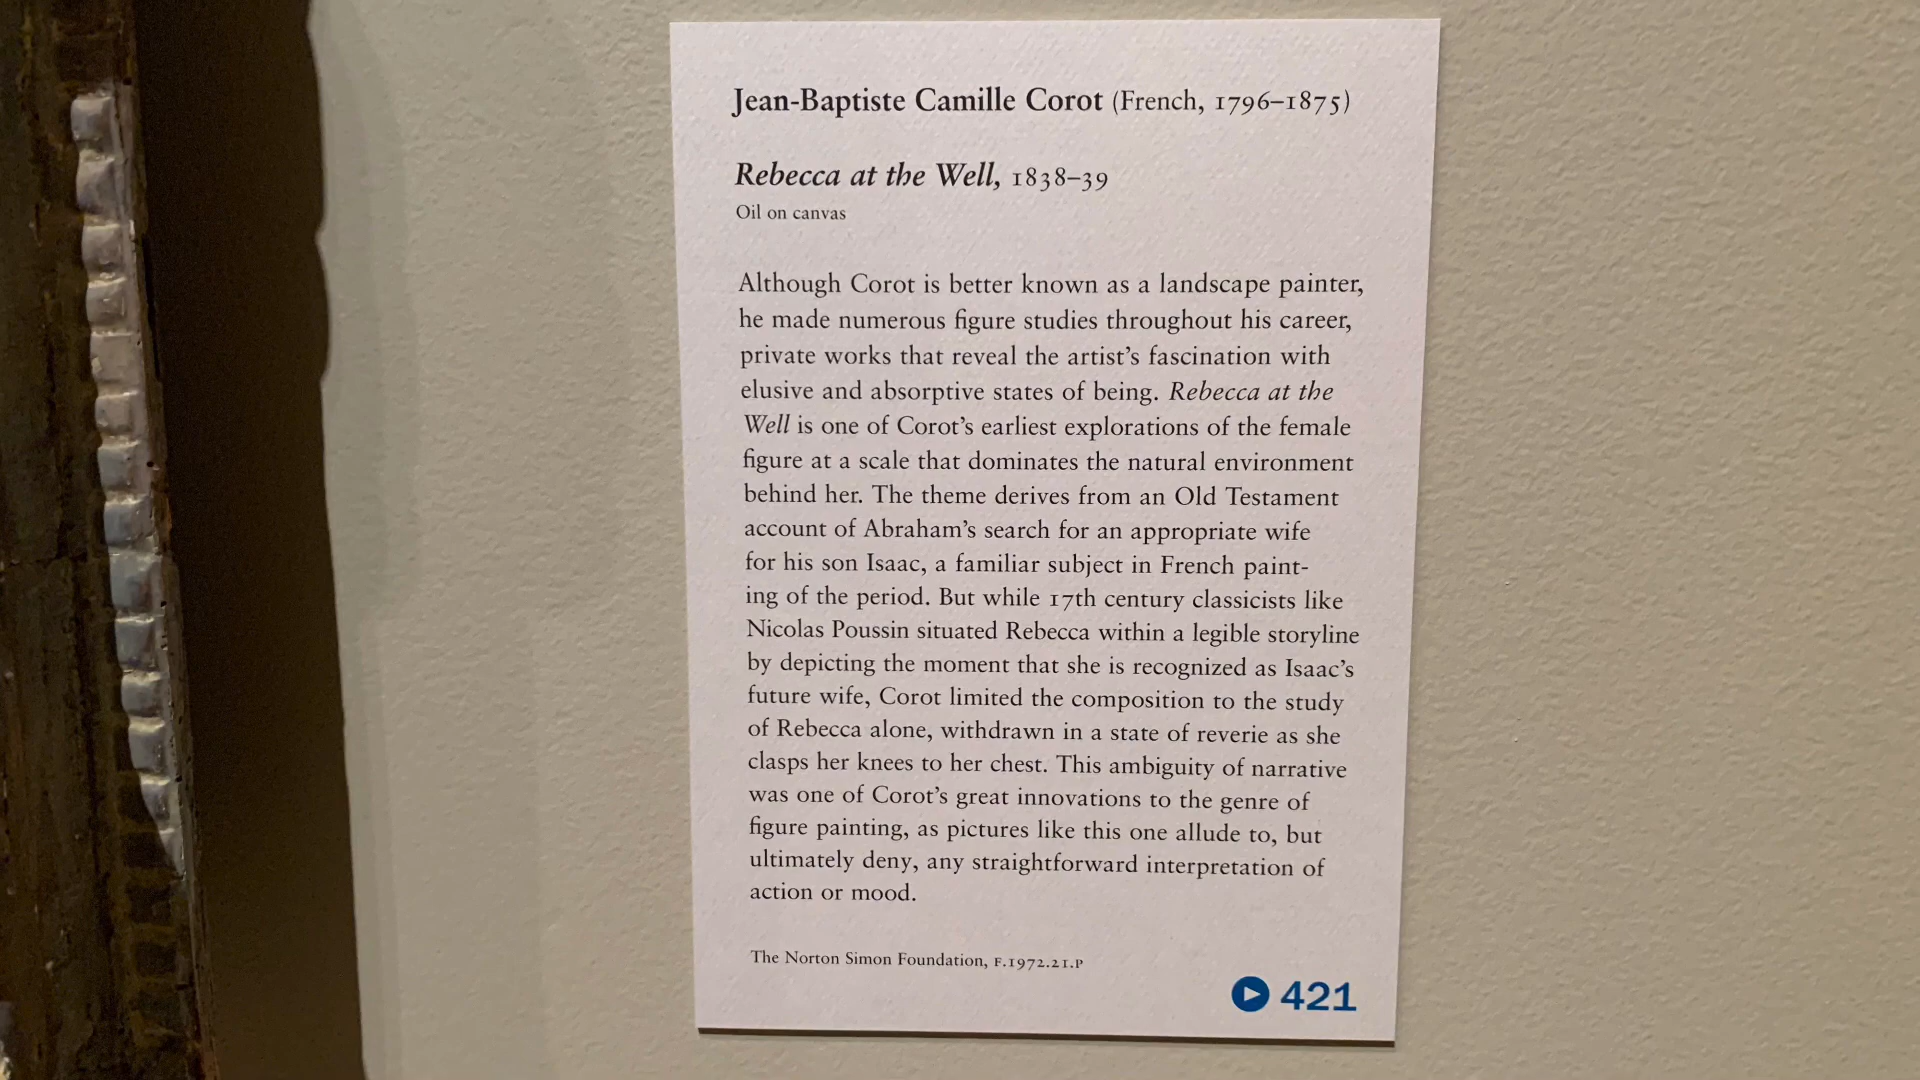 Jean-Baptiste Camille Corot (French, 1796–1875)
Rebecca at the Well, 1838–39
Oil on canvas
Although Corot is better known as a landscape painter,
he made numerous figure studies throughout his career,
private works that reveal the artist’s fascination with
elusive and absorptive states of being. Rebecca at the
Well is one of Corot’s earliest explorations of the female
figure at a scale that dominates the natural environment
behind her. The theme derives from an Old Testament
account of Abraham’s search for an appropriate wife
for his son Isaac, a familiar subject in French paint-
ing of the period. But while 17th century classicists like
Nicolas Poussin situated Rebecca within a legible storyline
by depicting the moment that she is recognized as Isaac’s
future wife, Corot limited the composition to the study
of Rebecca alone, withdrawn in a state of reverie as she
clasps her knees to her chest. This ambiguity of narrative
was one of Corot’s great innovations to the genre of
figure painting, as pictures like this one allude to, but
ultimately deny, any straightforward interpretation of
action or mood.
The Norton Simon Foundation, F.1972.21.P
421